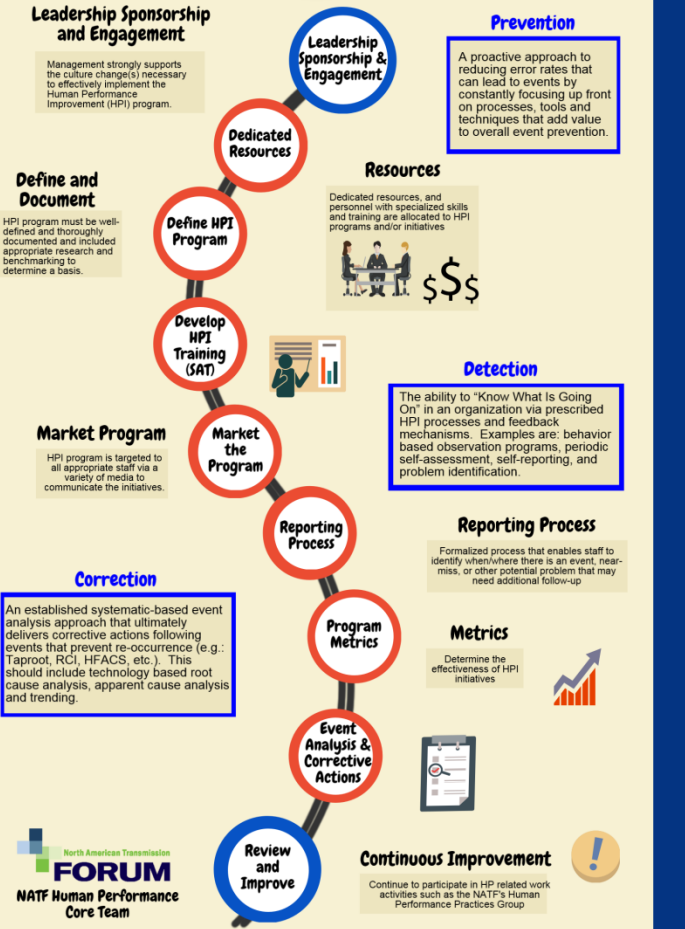 Leadership Sponsorship
and Engagement
Management strongly supports
the culture change(s) necessary
to effectively implement the
Human Performance
Improvement (HPI) program.
Leadership
Sponsorship &
Engagement
Prevention
A proactive approach to
reducing error rates that
can lead to events by
constantly focusing up front
on processes, tools and
techniques that add value
to overall event prevention.
Dedicated
Resources
Resources
Dedicated resources, and
personnel with specialized skills
and training are allocated to HPI
programs and/or initiatives
$$$
Define and
Document
HPI program must be well-
defined and thoroughly
documented and included
appropriate research and
benchmarking to
determine a basis.
Define HPI
Program
Develop
HPI
Training
(SAT)
Detection
The ability to “Know What Is Going
On” in an organization via prescribed
HPI processes and feedback
mechanisms. Examples are: behavior
based observation programs, periodic
self-assessment, self-reporting, and
problem identification.
Market Program
HPI program is targeted to
all appropriate staff via a
variety of media to
communicate the initiatives.
Market
the
Program
Reporting
Process
Reporting Process
Formalized process that enables staff to
identify when/where there is an event, near-
miss, or other potential problem that may
need additional follow-up
Correction
An established systematic-based event
analysis approach that ultimately
delivers corrective actions following
events that prevent re-occurrence (e.g.:
Taproot, RCI, HFACS, etc.). This
should include technology based root
cause analysis, apparent cause analysis
and trending.
Program
Metrics
Metrics
Determine the
effectiveness of HPI
initiatives
Event
Analysis &
Corrective
Actions
Review
and
Improve
Continuous Improvement
Continue to participate in HP related work
activities such as the NATF's Human
Performance Practices Group
!
North American Transmission
FORUM
NATF Human Performance
Core Team